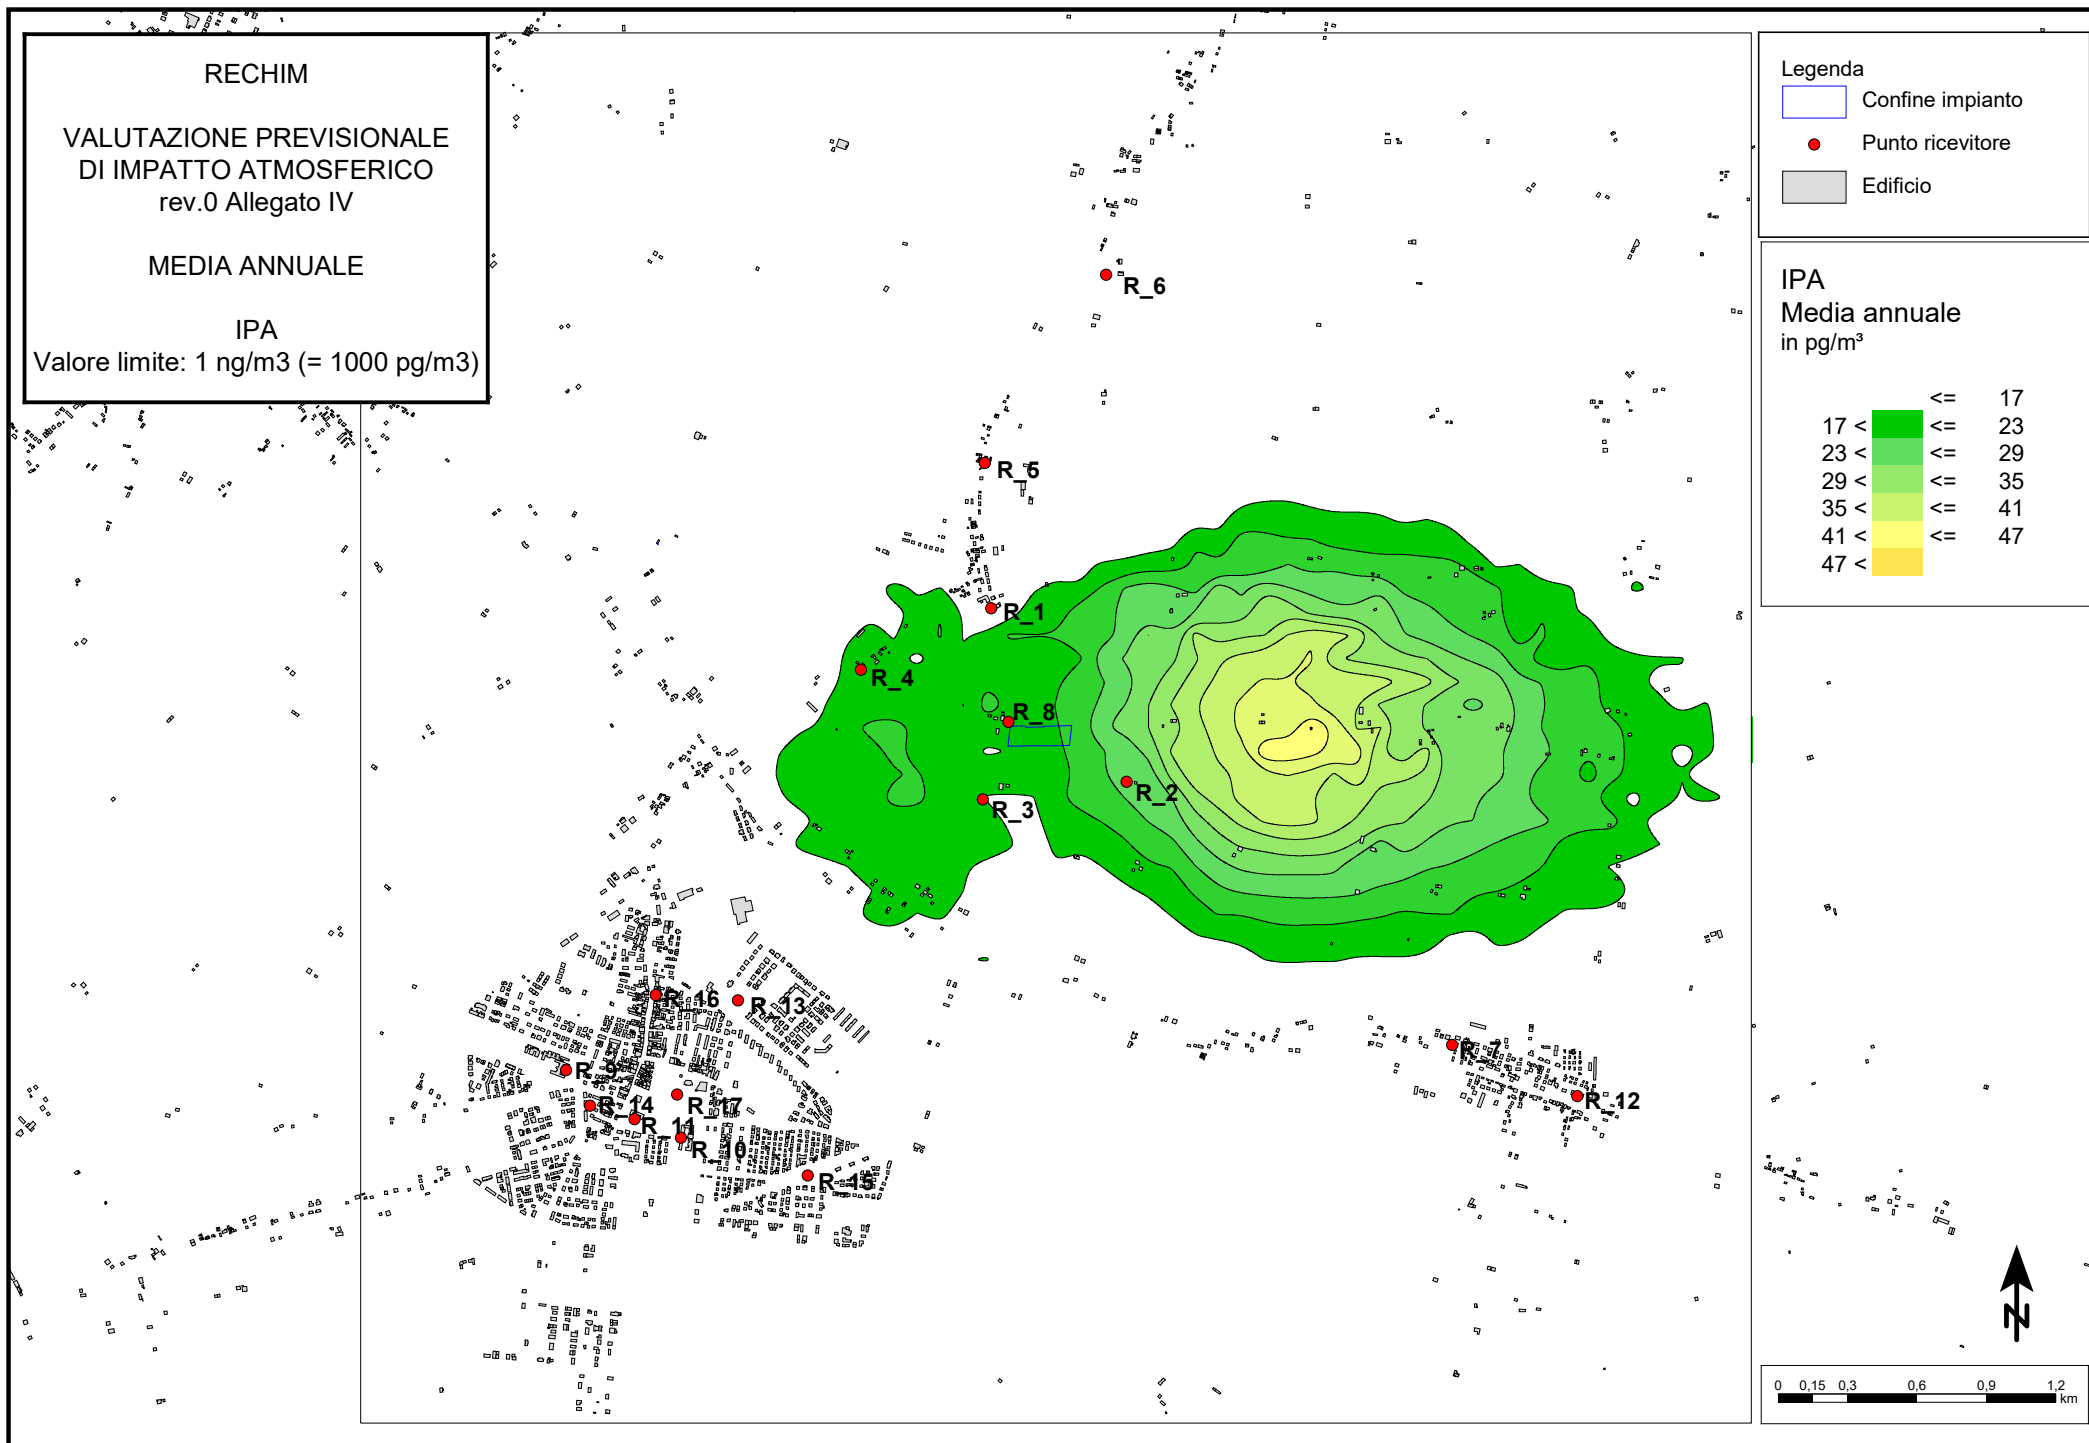 RECHIM
VALUTAZIONE PREVISIONALE
DI IMPATTO ATMOSFERICO
rev.0 Allegato IV
MEDIA ANNUALE
IPA
Valore limite: 1 ng/m3 (= 1000 pg/m3)
Legenda
Confine impianto
Punto ricevitore
Edificio
IPA
Media annuale
in pg/m³
<= 17
17 < <= 23
23 < <= 29
29 < <= 35
35 < <= 41
41 < <= 47
47 <
R_6
R_5
R_1
R_4
R_8
R_2
R_3
R_16
R_13
R_7
R_9
R_12
R_14
R_17
R_11
R_10
R_15
N
0 0,15 0,3 0,6 0,9 1,2
km